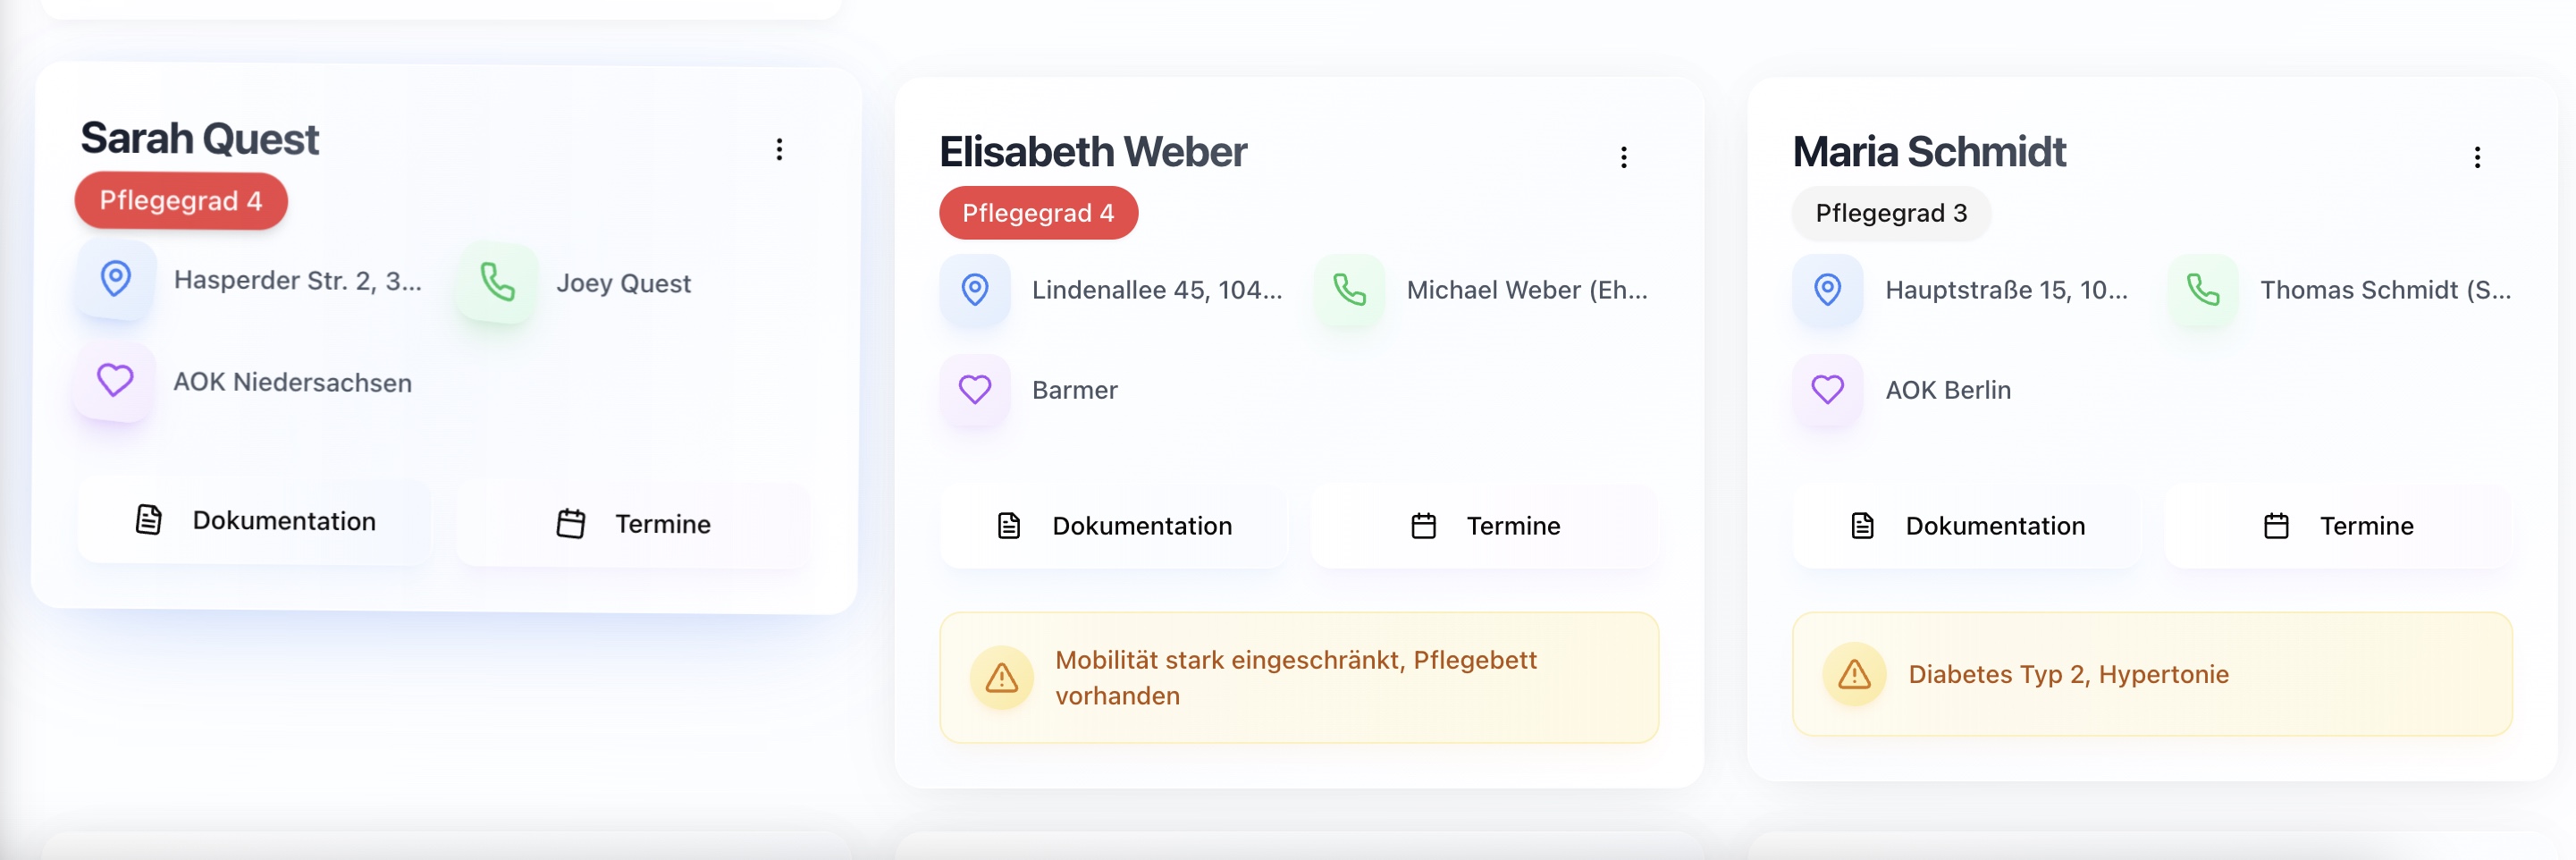 Sarah Quest
Pflegegrad 4
Hasperder Str. 2, 3...
Joey Quest
AOK Niedersachsen
Dokumentation
Termine
Elisabeth Weber
Pflegegrad 4
Lindenallee 45, 104...
Michael Weber (Eh...
Barmer
Dokumentation
Termine
Mobilität stark eingeschränkt, Pflegebett
vorhanden
Maria Schmidt
Pflegegrad 3
Hauptstraße 15, 10...
Thomas Schmidt (S...
AOK Berlin
Dokumentation
Termine
Diabetes Typ 2, Hypertonie